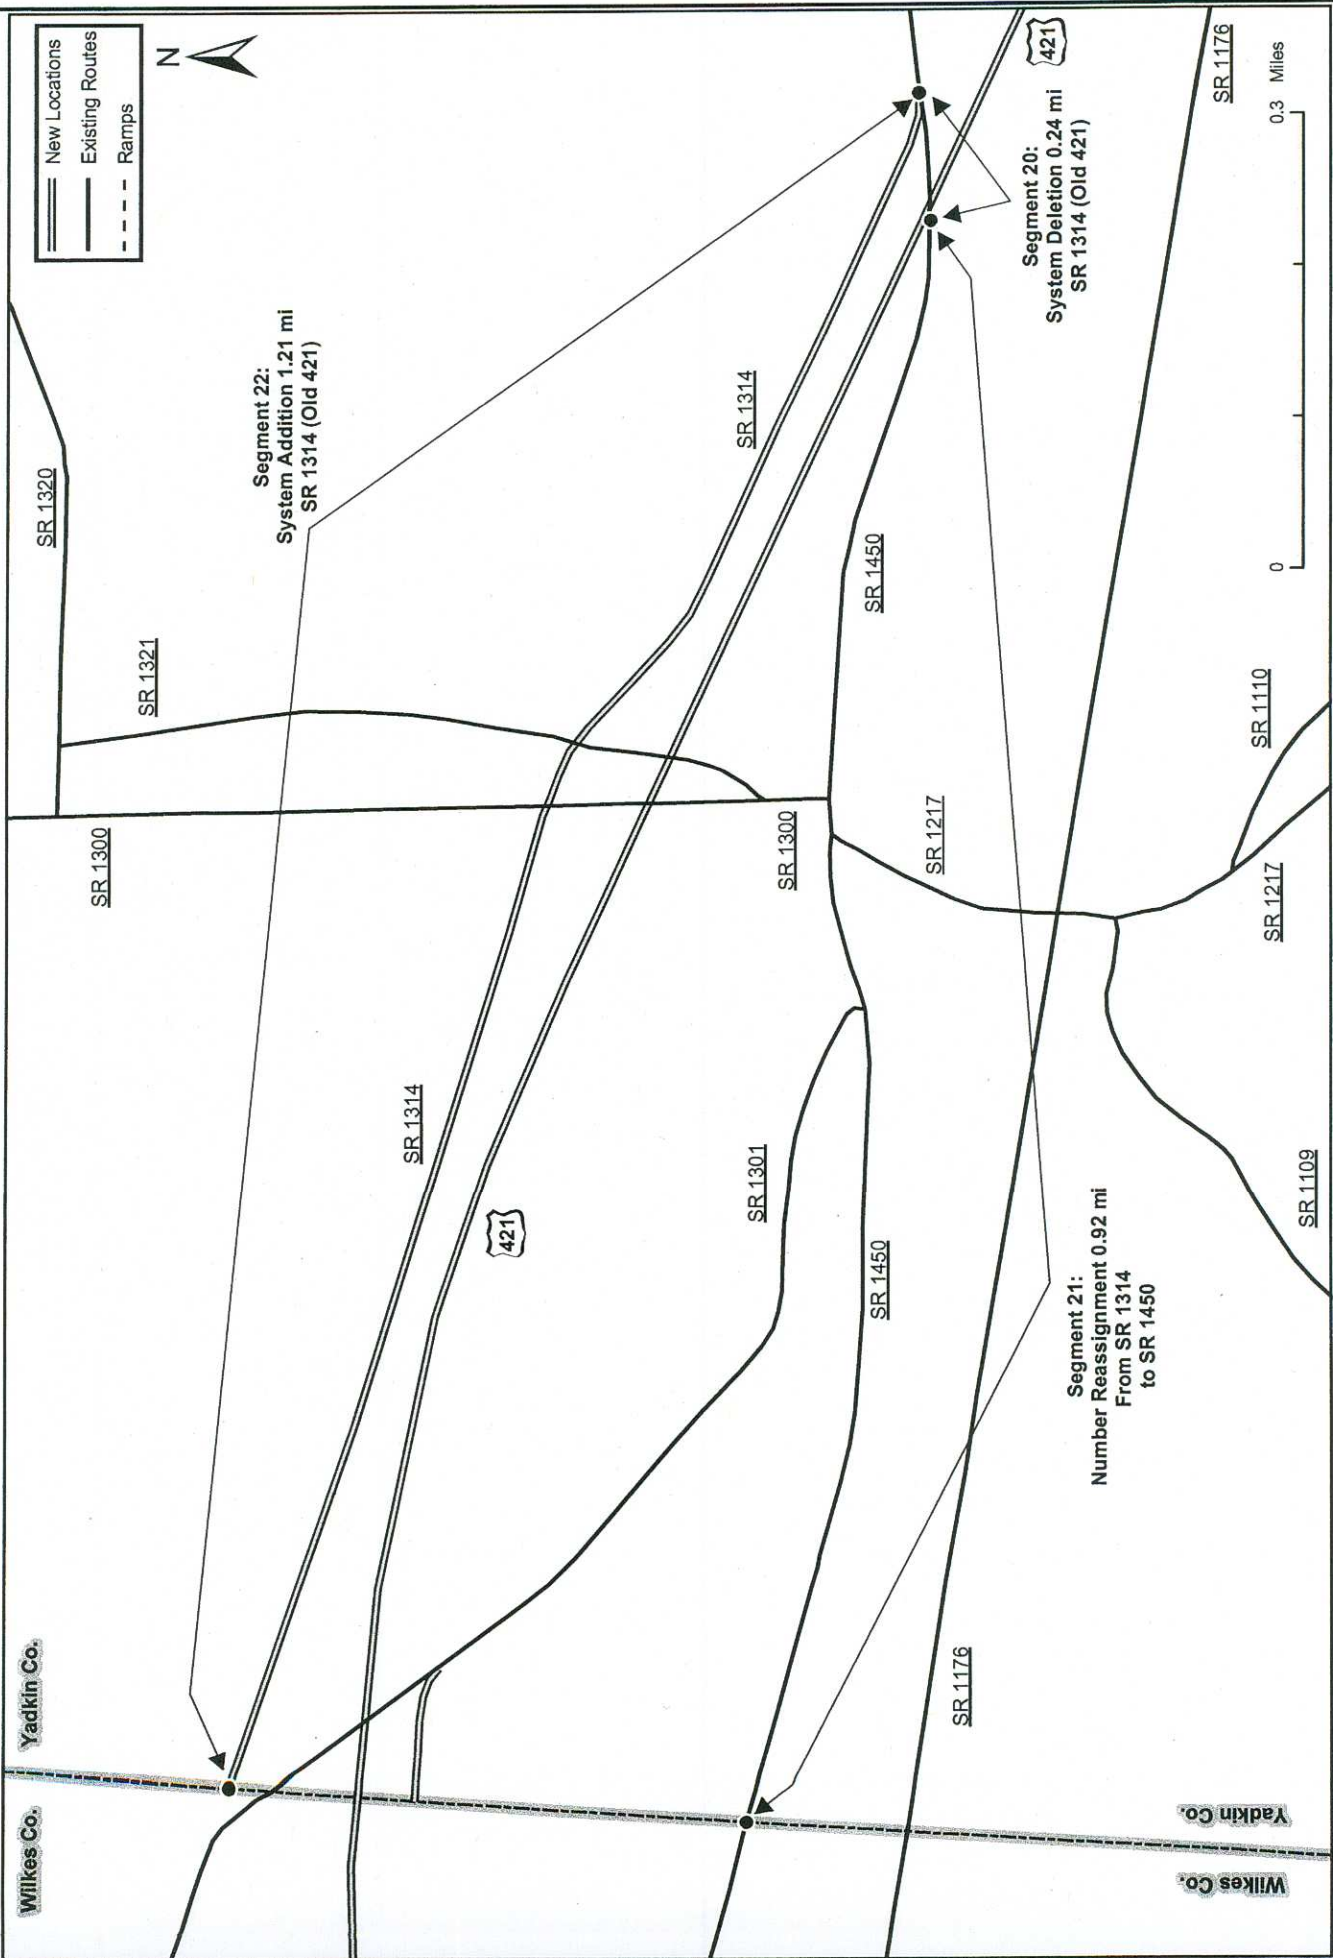 Wilkes Co.
Yadkin Co.
SR 1300
SR 1321
SR 1320
New Locations
Existing Routes
Ramps
N
Segment 22:
System Addition 1.21 mi
SR 1314 (Old 421)
SR 1314
421
SR 1314
SR 1301
SR 1300
SR 1450
SR 1217
SR 1450
421
Segment 20:
System Deletion 0.24 mi
SR 1314 (Old 421)
SR 1176
Segment 21:
Number Reassignment 0.92 mi
From SR 1314
to SR 1450
SR 1176
Wilkes Co.
Yadkin Co.
SR 1109
SR 1217
SR 1110
0
0.3 Miles